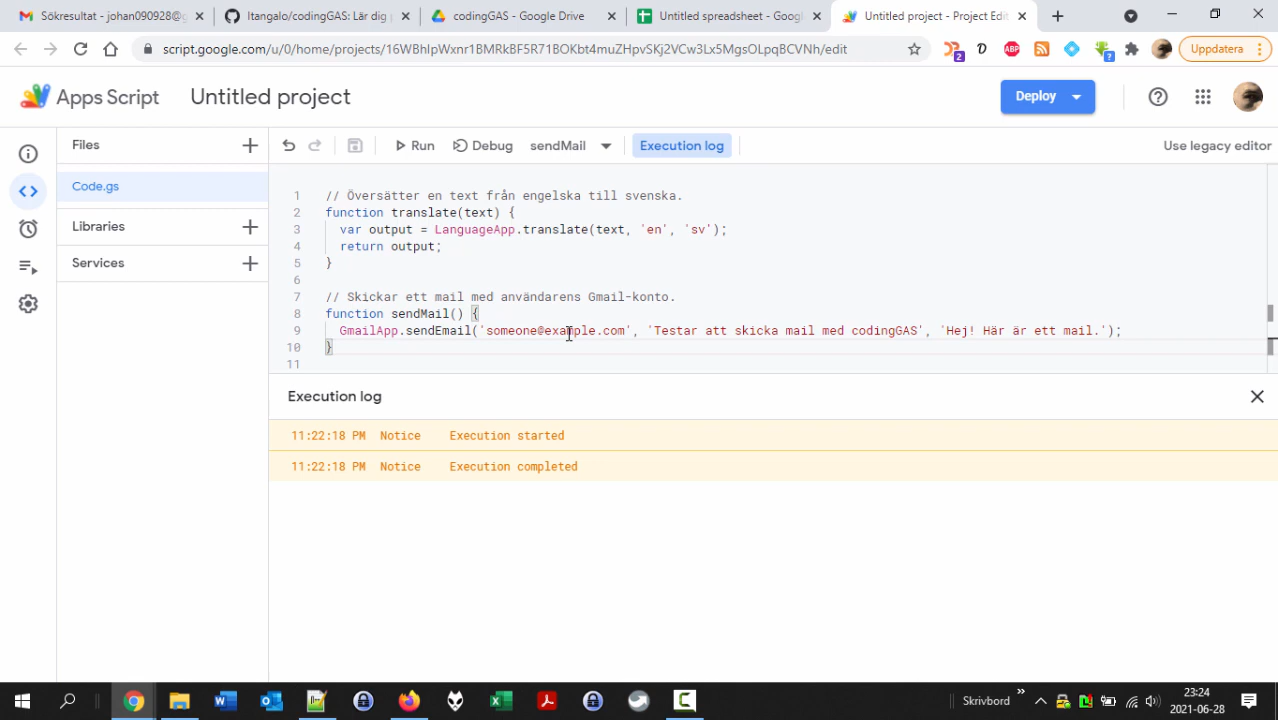 Sökresultat - johan090928@g
Itangalo/codingGAS: Lär dig
codingGAS - Google Drive
Untitled spreadsheet - Goog
Untitled project - Project Edit
script.google.com/u/0/home/projects/16WBhIpWxnr1BMRkBF5R71BOKbt4muZHpvSKj2VCw3Lx5MgsOLpqBCVNh/edit
2
ABP
?
Uppdatera
Apps Script
Untitled project
Deploy
Files
Run
Debug
sendMail
Execution log
Use legacy editor
Code.gs
Libraries
Services
1 // Översätter en text från engelska till svenska.
2 function translate(text) {
3 var output = LanguageApp.translate(text, 'en', 'sv');
4 return output;
5 }
6
7 // Skickar ett mail med användarens Gmail-konto.
8 function sendMail() {
9 GmailApp.sendEmail('someone@example.com', 'Testar att skicka mail med codingGAS', 'Hej! Här är ett mail.');
10 }
11
Execution log
11:22:18 PM Notice Execution started
11:22:18 PM Notice Execution completed
Skrivbord
23:24
2021-06-28